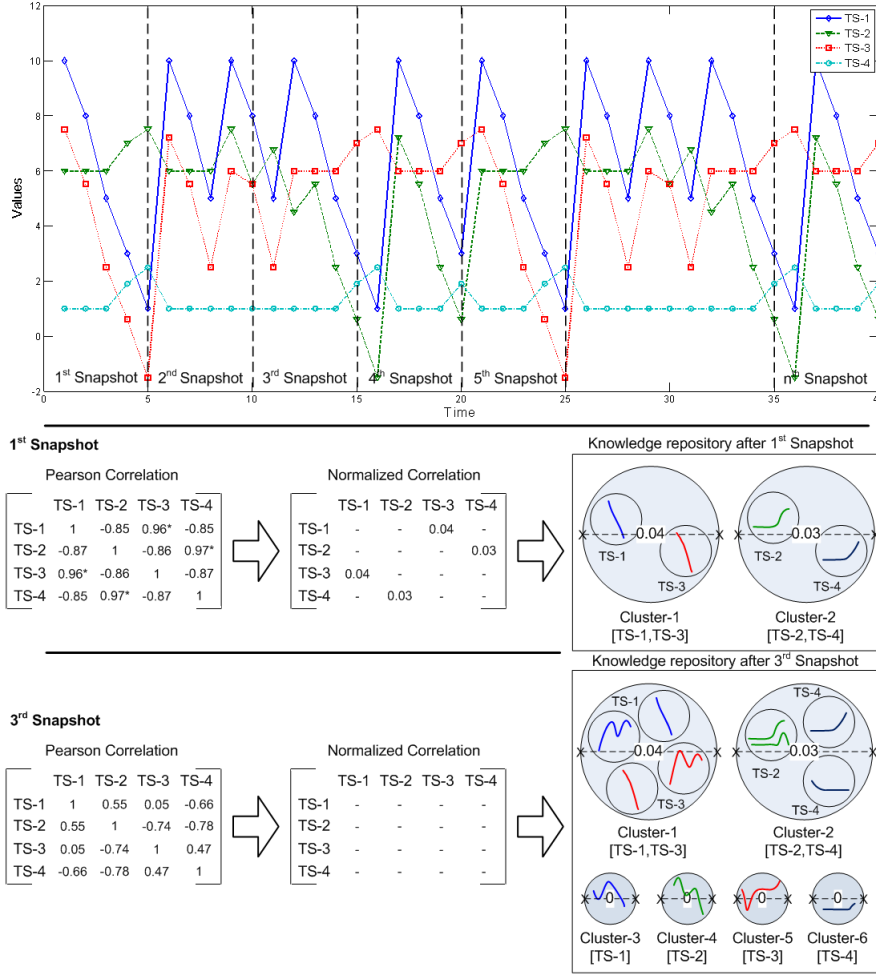 12
10
8
6
4
2
0
-2
Values
TS-1
TS-2
TS-3
TS-4
1st Snapshot 2nd Snapshot 3rd Snapshot 4th Snapshot 5th Snapshot nth Snapshot
0 5 10 15 20 25 30 35 40
Time
1st Snapshot
Pearson Correlation
TS-1 TS-2 TS-3 TS-4
TS-1 1 -0.85 0.96* -0.85
TS-2 -0.87 1 -0.86 0.97*
TS-3 0.96* -0.86 1 -0.87
TS-4 -0.85 0.97* -0.87 1
Normalized Correlation
TS-1 TS-2 TS-3 TS-4
TS-1 - - 0.04 -
TS-2 - - - 0.03
TS-3 0.04 - - -
TS-4 - 0.03 - -
Knowledge repository after 1st Snapshot
X 0.04 X
TS-1
TS-3
Cluster-1
[TS-1,TS-3]
X 0.03 X
TS-2
TS-4
Cluster-2
[TS-2,TS-4]
3rd Snapshot
Pearson Correlation
TS-1 TS-2 TS-3 TS-4
TS-1 1 0.55 0.05 -0.66
TS-2 0.55 1 -0.74 -0.78
TS-3 0.05 -0.74 1 0.47
TS-4 -0.66 -0.78 0.47 1
Normalized Correlation
TS-1 TS-2 TS-3 TS-4
TS-1 - - - -
TS-2 - - - -
TS-3 - - - -
TS-4 - - - -
Knowledge repository after 3rd Snapshot
TS-1
X 0.04 X
TS-3
Cluster-1
[TS-1,TS-3]
TS-4
X 0.03 X
TS-2
TS-4
Cluster-2
[TS-2,TS-4]
X 0 X
Cluster-3
[TS-1]
X 0 X
Cluster-4
[TS-2]
X 0 X
Cluster-5
[TS-3]
X 0 X
Cluster-6
[TS-4]